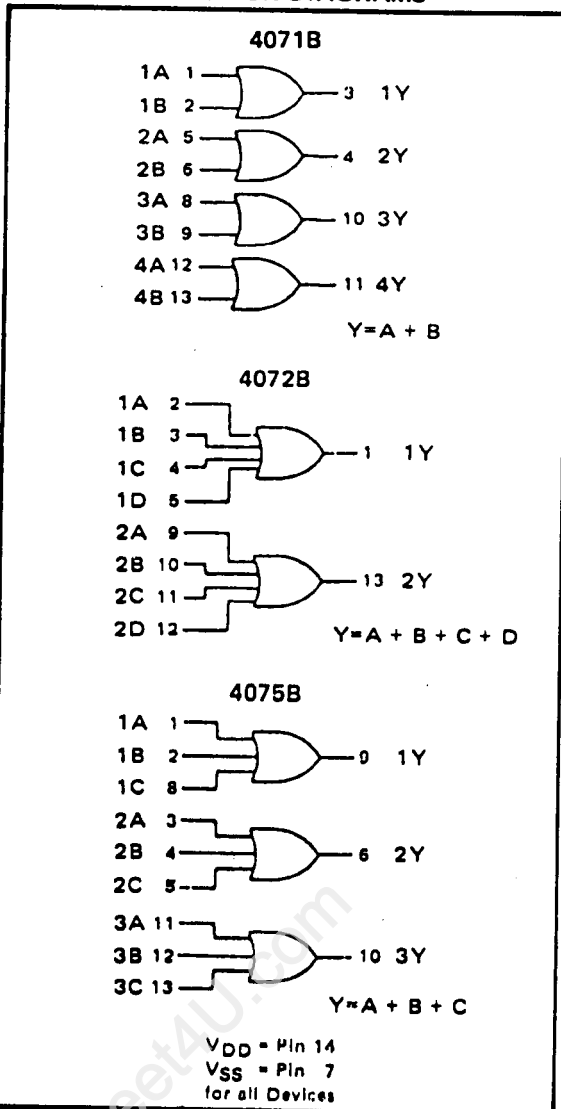 4071B
1A 1
3 1Y
1B 2
2A 5
4 2Y
2B 6
3A 8
10 3Y
3B 9
4A 12
11 4Y
4B 13
Y=A + B
4072B
1A 2
1B 3
1 1Y
1C 4
1D 5
2A 9
2B 10
13 2Y
2C 11
2D 12
Y=A + B + C + D
4075B
1A 1
1B 2
9 1Y
1C 8
2A 3
2B 4
6 2Y
2C 5
3A 11
3B 12
10 3Y
3C 13
Y=A + B + C
VDD = Pin 14
VSS = Pin 7
for all Devices
eet4U.com